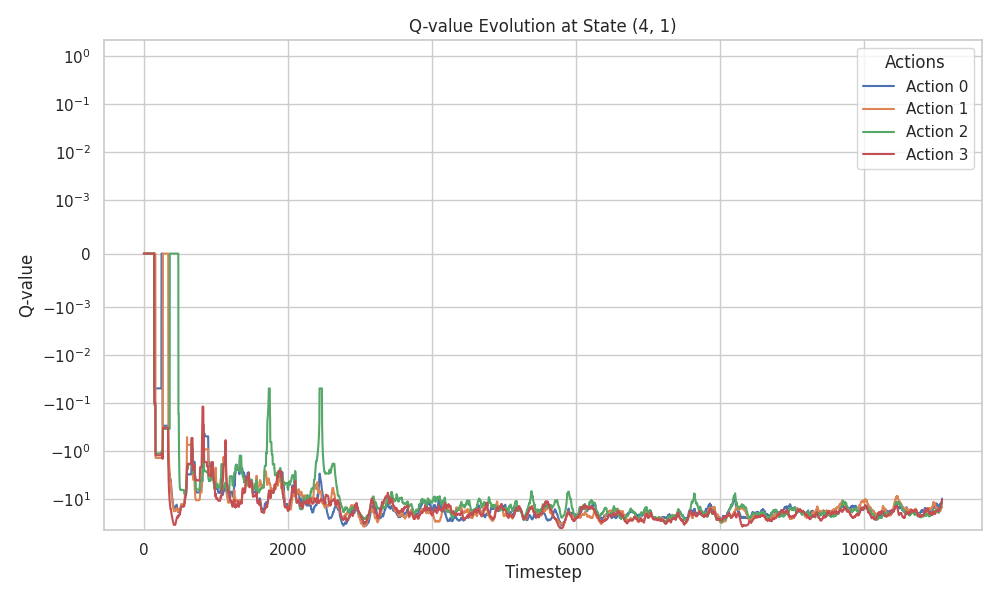 Q-value Evolution at State (4, 1)
Actions
Action 0
Action 1
Action 2
Action 3
Q-value
10⁰
10⁻¹
10⁻²
10⁻³
0
−10⁻³
−10⁻²
−10⁻¹
−10⁰
−10¹
0
2000
4000
6000
8000
10000
Timestep